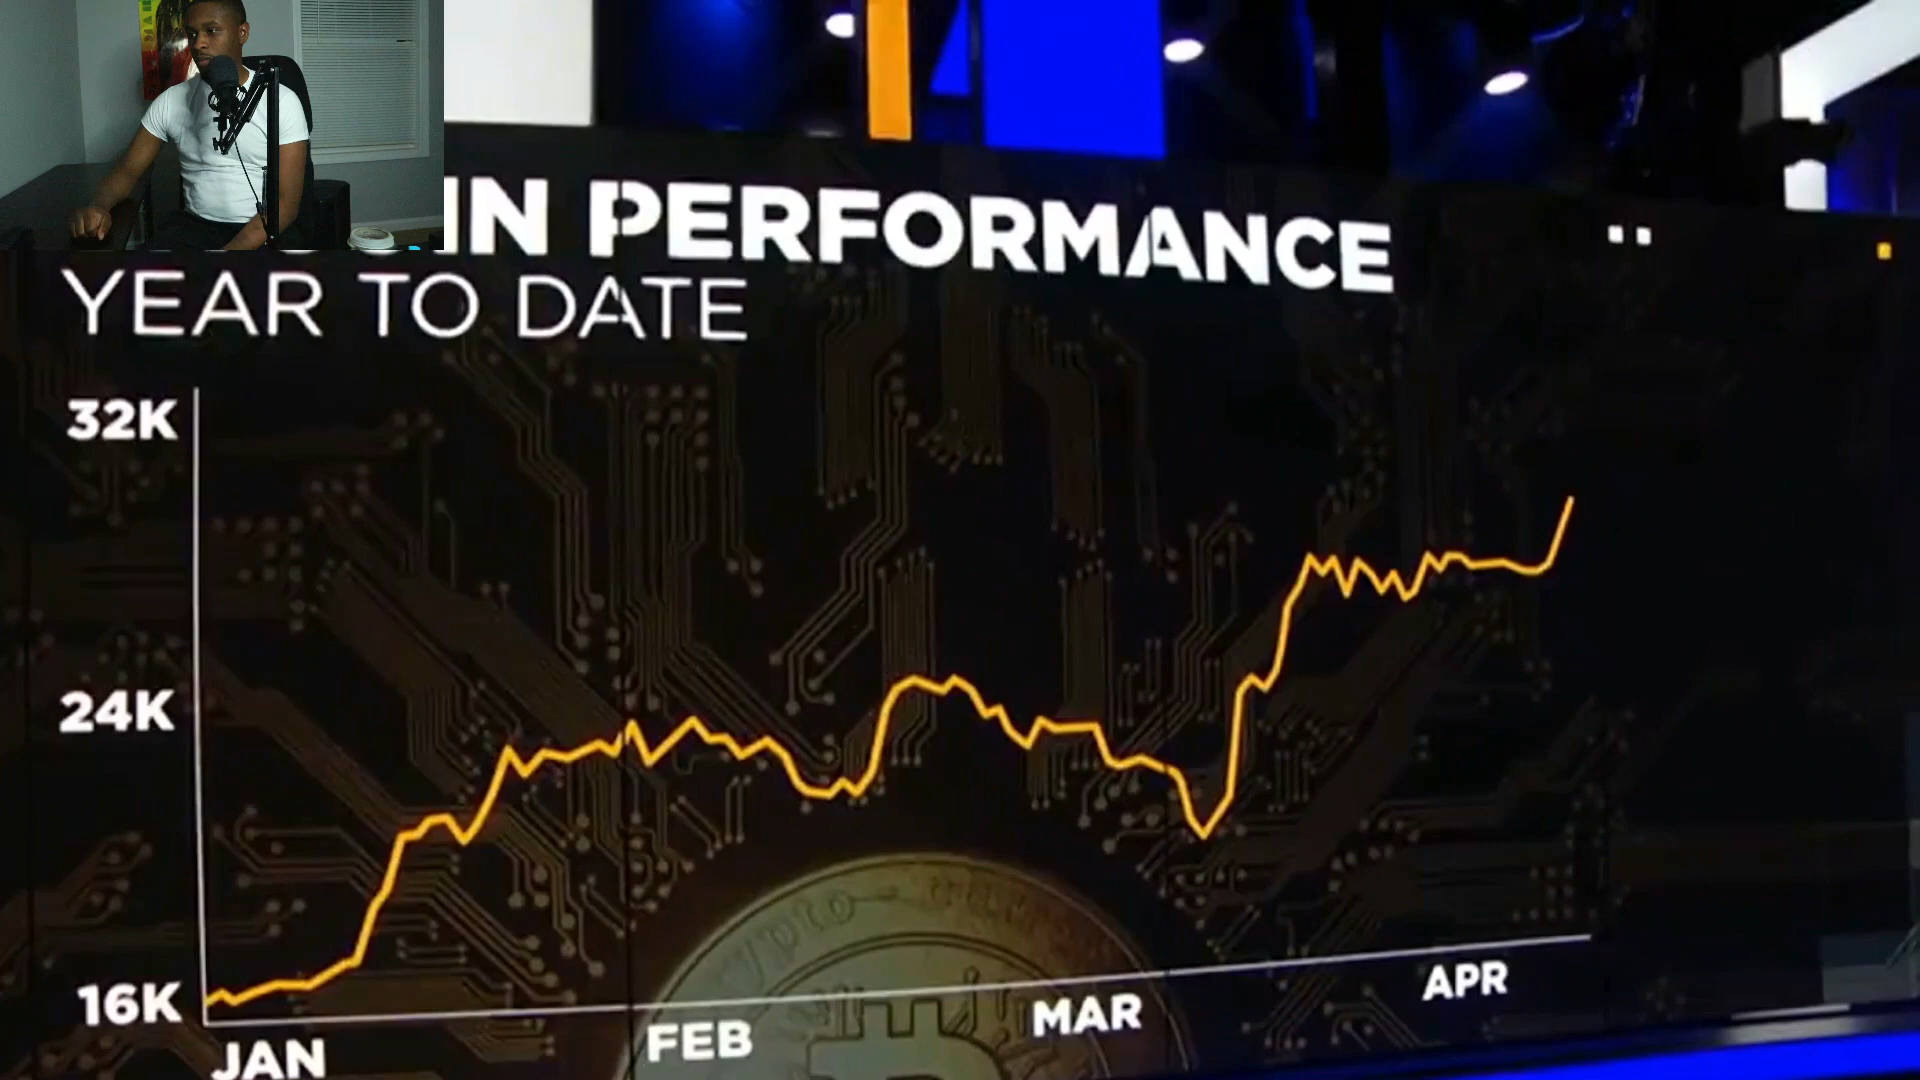 IN PERFORMANCE
YEAR TO DATE
32K
24K
16K
JAN
FEB
MAR
APR